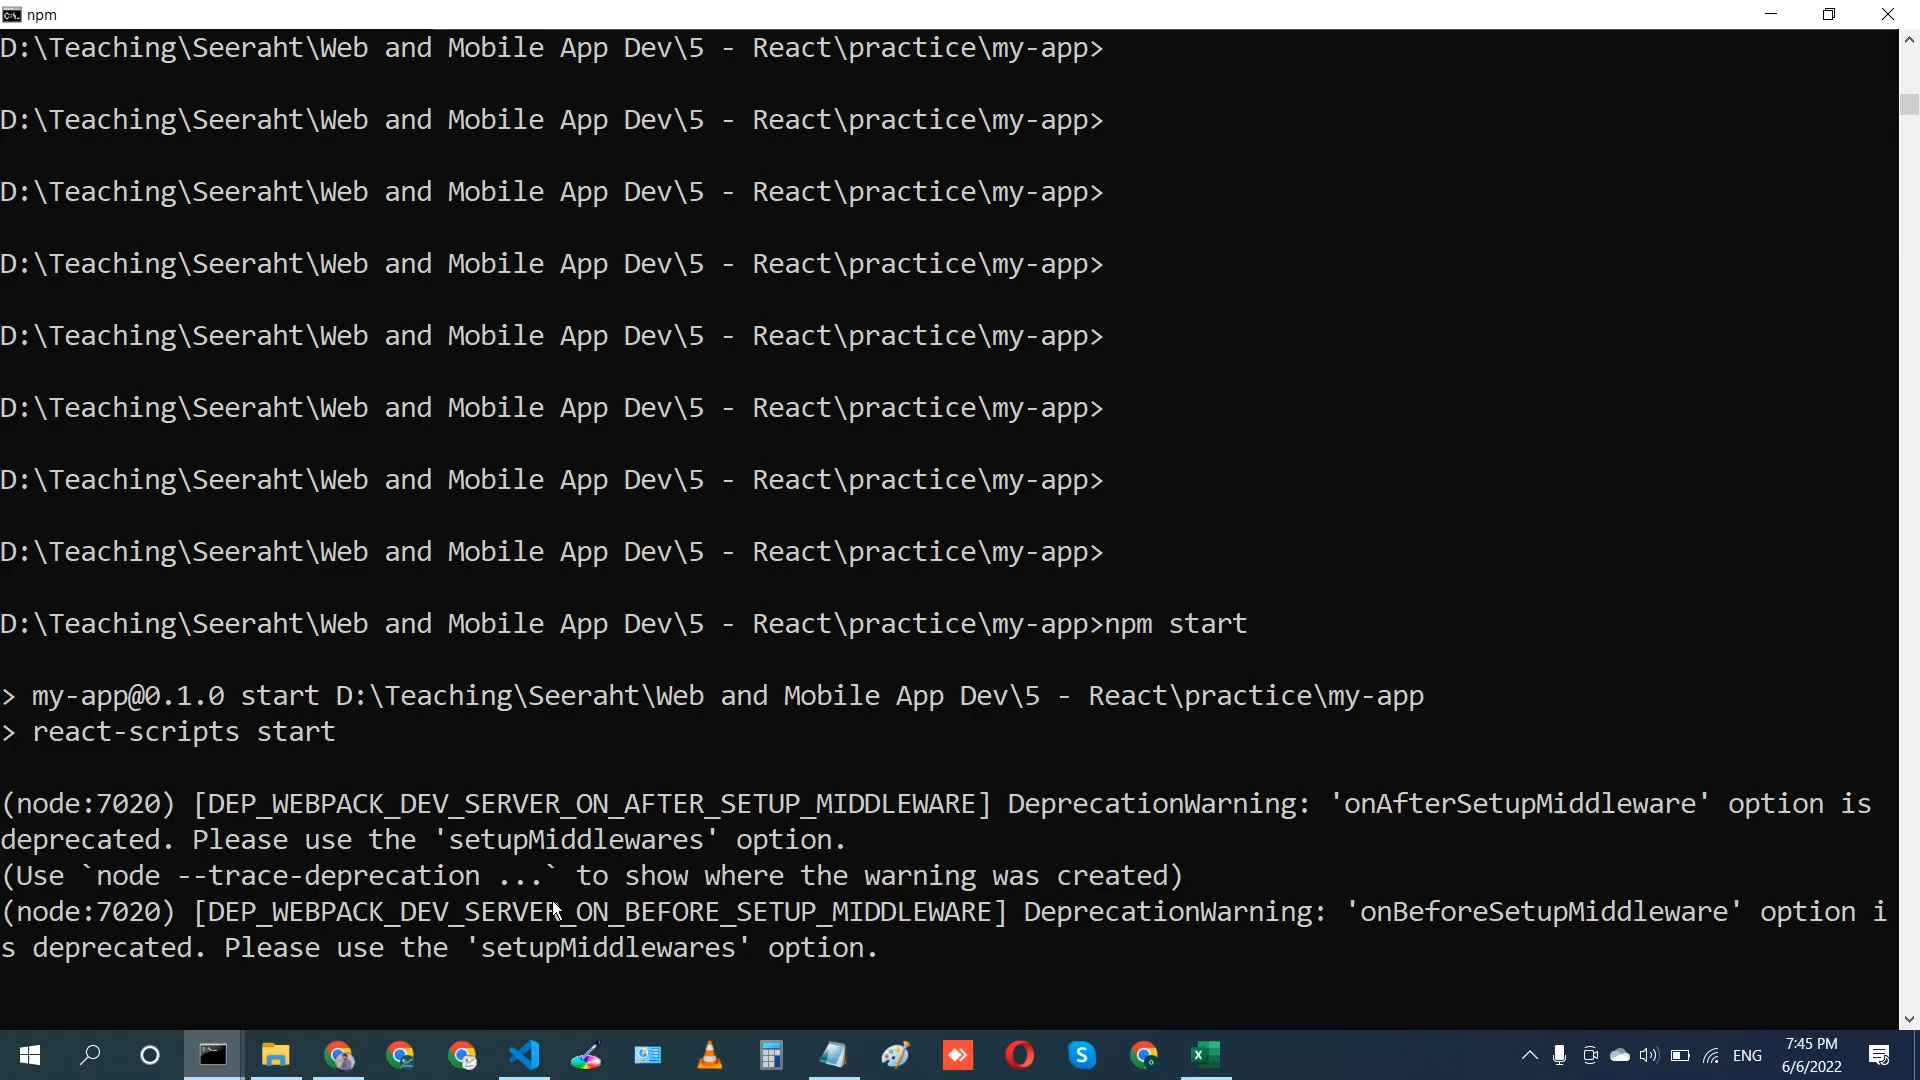 npm
D:\Teaching\Seeraht\Web and Mobile App Dev\5 - React\practice\my-app>
D:\Teaching\Seeraht\Web and Mobile App Dev\5 - React\practice\my-app>
D:\Teaching\Seeraht\Web and Mobile App Dev\5 - React\practice\my-app>
D:\Teaching\Seeraht\Web and Mobile App Dev\5 - React\practice\my-app>
D:\Teaching\Seeraht\Web and Mobile App Dev\5 - React\practice\my-app>
D:\Teaching\Seeraht\Web and Mobile App Dev\5 - React\practice\my-app>
D:\Teaching\Seeraht\Web and Mobile App Dev\5 - React\practice\my-app>
D:\Teaching\Seeraht\Web and Mobile App Dev\5 - React\practice\my-app>
D:\Teaching\Seeraht\Web and Mobile App Dev\5 - React\practice\my-app>npm start
> my-app@0.1.0 start D:\Teaching\Seeraht\Web and Mobile App Dev\5 - React\practice\my-app
> react-scripts start
(node:7020) [DEP_WEBPACK_DEV_SERVER_ON_AFTER_SETUP_MIDDLEWARE] DeprecationWarning: 'onAfterSetupMiddleware' option is
deprecated. Please use the 'setupMiddlewares' option.
(Use `node --trace-deprecation ...` to show where the warning was created)
(node:7020) [DEP_WEBPACK_DEV_SERVER_ON_BEFORE_SETUP_MIDDLEWARE] DeprecationWarning: 'onBeforeSetupMiddleware' option i
s deprecated. Please use the 'setupMiddlewares' option.
ENG
7:45 PM
6/6/2022